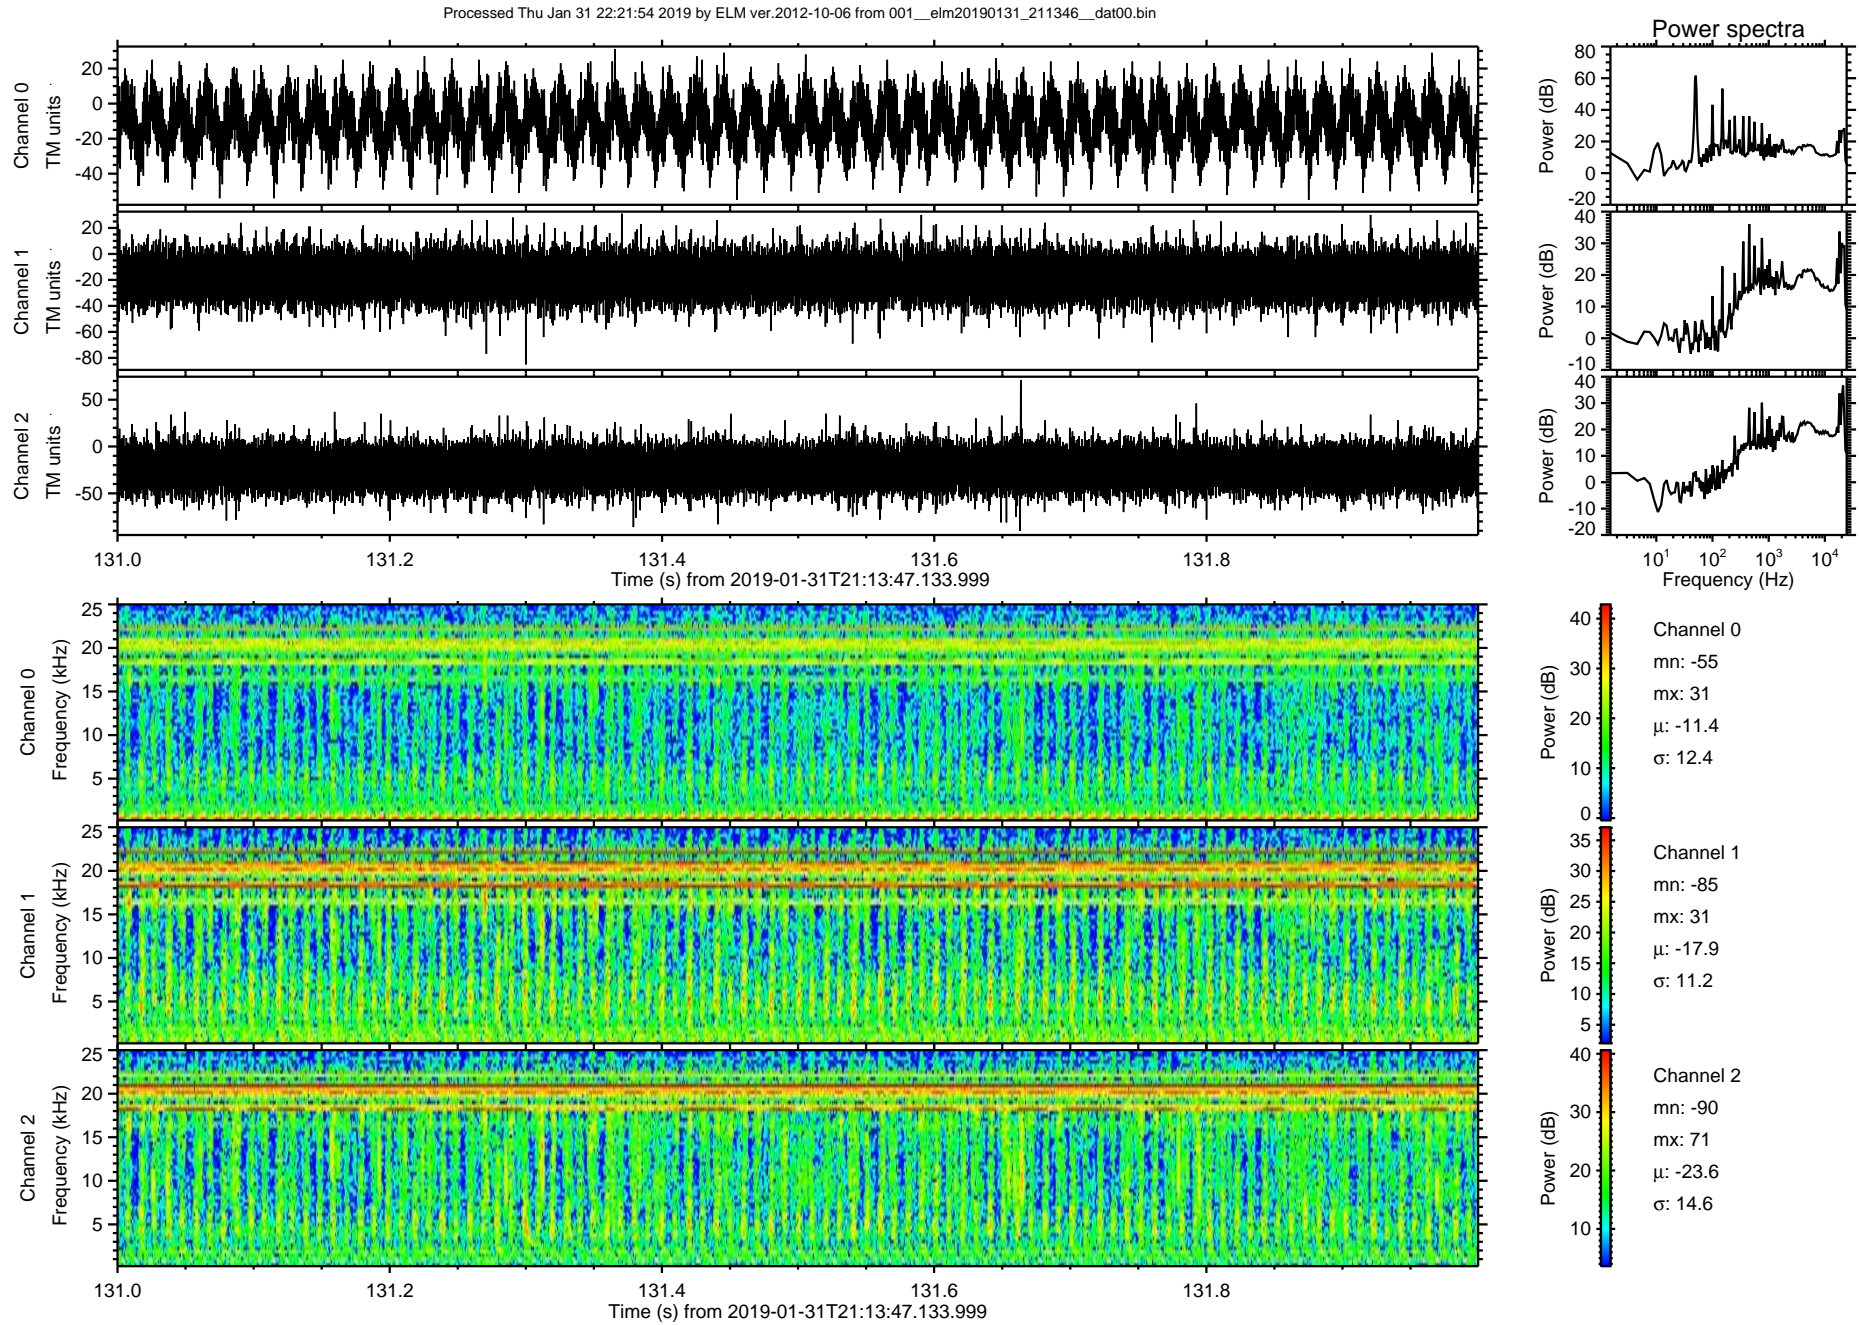 Processed Thu Jan 31 22:21:54 2019 by ELM ver.2012-10-06 from 001__elm20190131_211346__dat00.bin
Power spectra
Channel 0
TM units
20
0
-20
-40
Power (dB)
80
60
40
20
0
-20
Channel 1
TM units
20
0
-20
-40
-60
-80
Power (dB)
40
30
20
10
0
-10
Channel 2
TM units
50
0
-50
Power (dB)
40
30
20
10
0
-10
-20
131.0
131.2
131.4
131.6
131.8
Time (s) from 2019-01-31T21:13:47.133.999
10¹
10²
10³
10⁴
Frequency (Hz)
Channel 0
Frequency (kHz)
25
20
15
10
5
Power (dB)
40
30
20
10
0
Channel 0
mn: -55
mx: 31
μ: -11.4
σ: 12.4
Channel 1
Frequency (kHz)
25
20
15
10
5
Power (dB)
35
30
25
20
15
10
5
Channel 1
mn: -85
mx: 31
μ: -17.9
σ: 11.2
Channel 2
Frequency (kHz)
25
20
15
10
5
Power (dB)
40
30
20
10
Channel 2
mn: -90
mx: 71
μ: -23.6
σ: 14.6
131.0
131.2
131.4
131.6
131.8
Time (s) from 2019-01-31T21:13:47.133.999